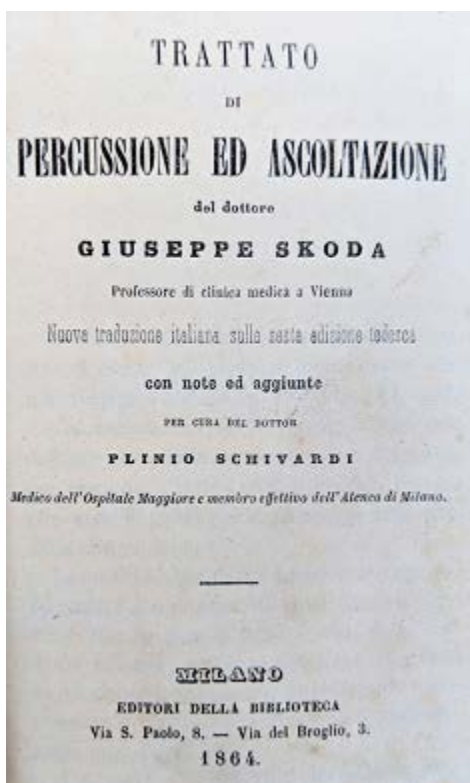 TRATTATO
DI
PERCUSSIONE ED ASCOLTAZIONE
del dottore
GIUSEPPE SKODA
Professore di clinica medica a Vienna
Nuova traduzione italiana sulla sesta edizione tedesca
con note ed aggiunte
PER CURA DEL DOTTOR
PLINIO SCHIVARDI
Medico dell'Ospitale Maggiore e membro effettivo dell'Ateneo di Milano.
MILANO
EDITORI DELLA BIBLIOTECA
Via S. Paolo, 8. — Via del Broglio, 3.
1864.